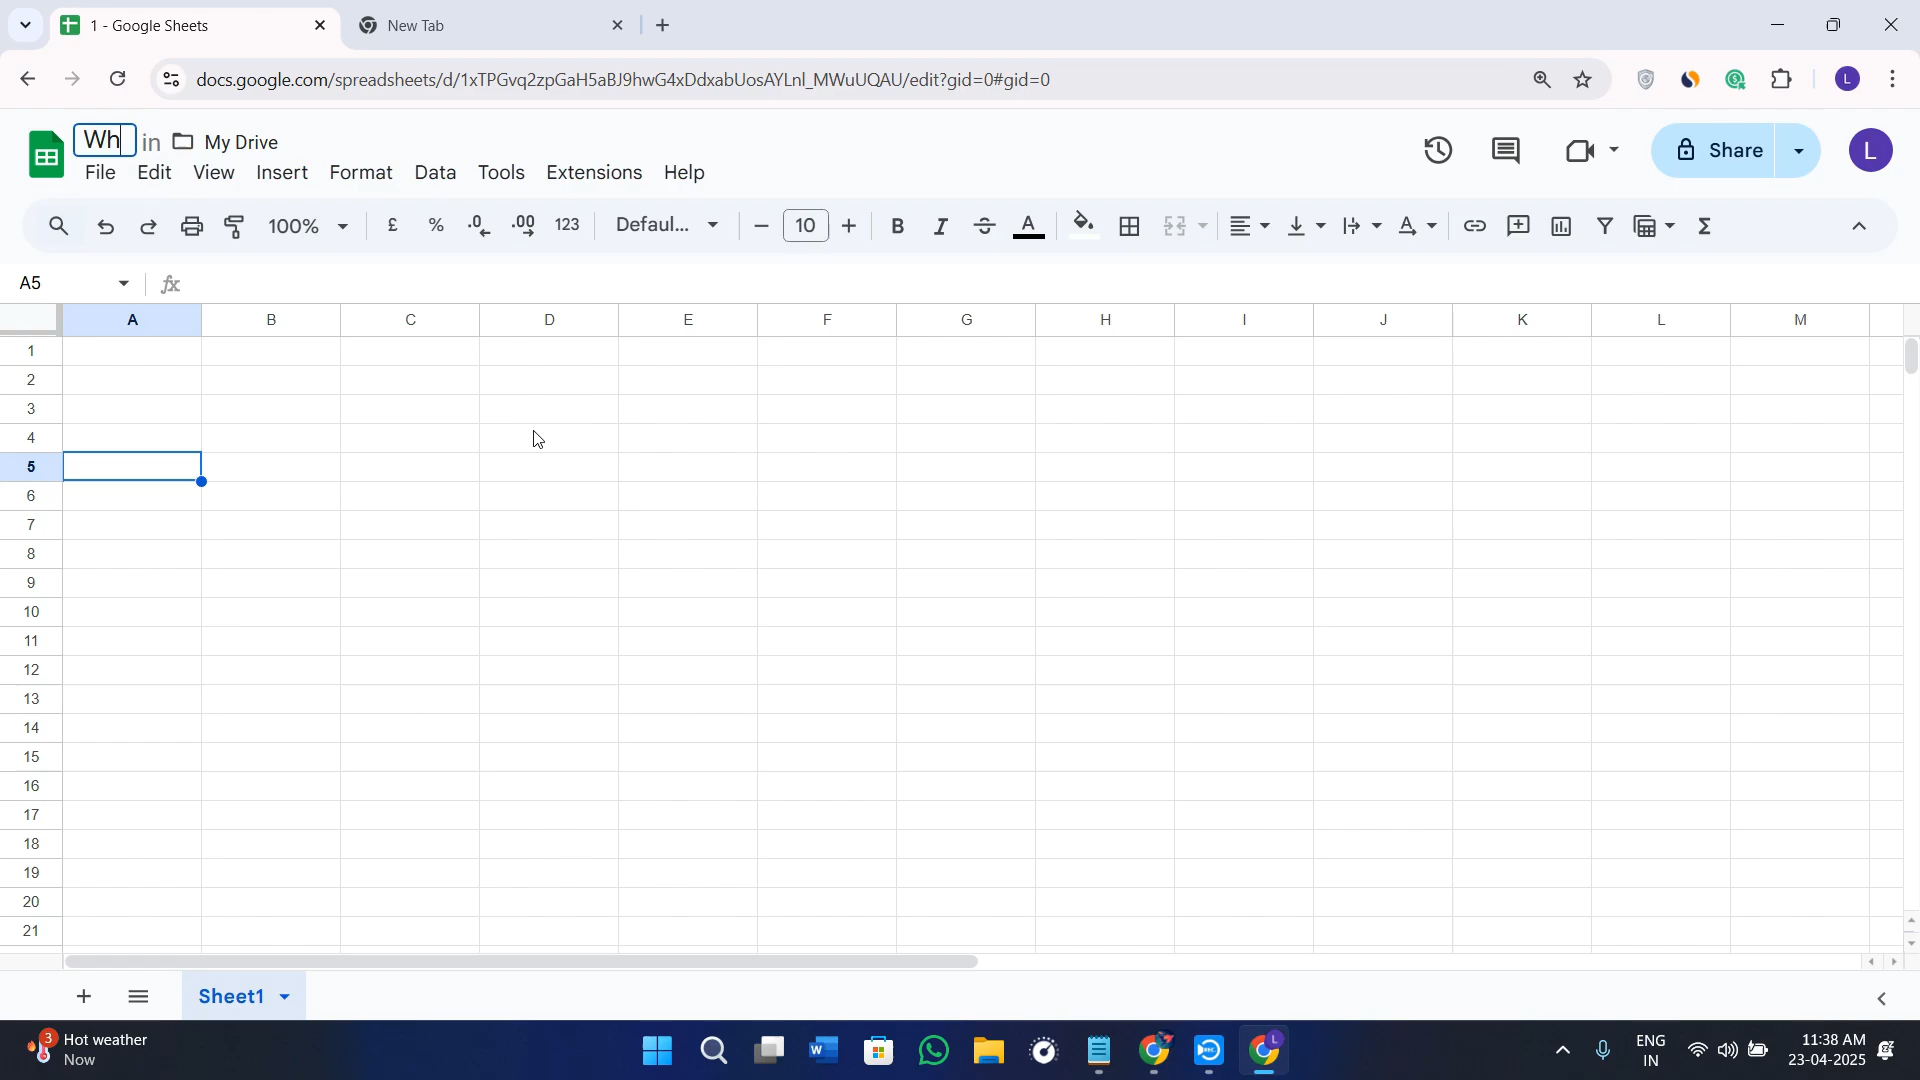 1 - Google Sheets
New Tab
docs.google.com/spreadsheets/d/1xTPGvq2zpGaH5aBJ9hwG4xDdxabUosAYLnl_MWuUQAU/edit?gid=0#gid=0
L
Wh in My Drive
File Edit View Insert Format Data Tools Extensions Help
Share
L
100% £ % .0 .00 123 Defaul... 10 B I S A A Σ
A5 fx
A B C D E F G H I J K L M
1
2
3
4
5
6
7
8
9
10
11
12
13
14
15
16
17
18
19
20
21
Sheet1
3
Hot weather
Now
W
L
ENG
IN
11:38 AM
23-04-2025